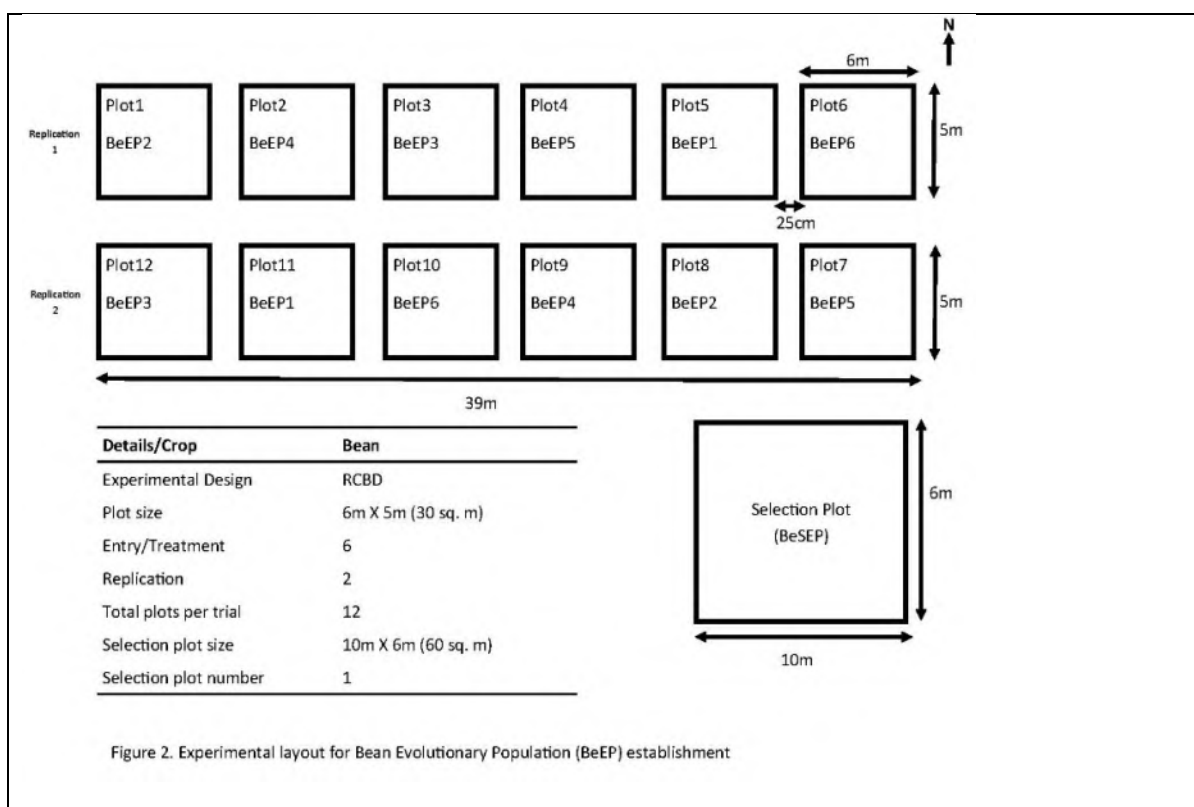 N
6m
Plot1 Plot2 Plot3 Plot4 Plot5 Plot6
Replication
1
BeEP2 BeEP4 BeEP3 BeEP5 BeEP1 BeEP6
5m
25cm
Plot12 Plot11 Plot10 Plot9 Plot8 Plot7
Replication
2
BeEP3 BeEP1 BeEP6 BeEP4 BeEP2 BeEP5
5m
39m
Details/Crop Bean
Experimental Design RCBD
Plot size 6m X 5m (30 sq. m)
Entry/Treatment 6
Replication 2
Total plots per trial 12
Selection plot size 10m X 6m (60 sq. m)
Selection plot number 1
Selection Plot
(BeSEP)
6m
10m
Figure 2. Experimental layout for Bean Evolutionary Population (BeEP) establishment